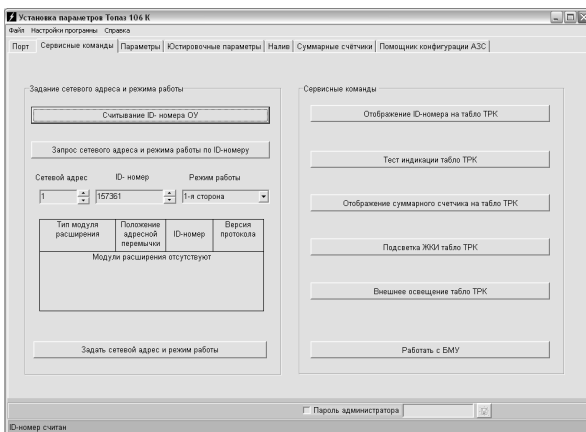 Установка параметров Топаз 106 К
Файл Настройки программы Справка
Порт Сервисные команды Параметры Юстировочные параметры Налив Суммарные счётчики Помощник конфигурации АЗС
Задание сетевого адреса и режима работы
Считывание ID- номера ОУ
Запрос сетевого адреса и режима работы по ID-номеру
Сетевой адрес ID- номер Режим работы
1 157361 1-я сторона
Тип модуля расширения Положение адресной перемычки ID-номер Версия протокола
Модули расширения отсутствуют
Задать сетевой адрес и режим работы
Сервисные команды
Отображение ID-номера на табло ТРК
Тест индикации табло ТРК
Отображение суммарного счетчика на табло ТРК
Подсветка ЖКИ табло ТРК
Внешнее освещение табло ТРК
Работать с БМУ
Пароль администратора
ID-номер считан